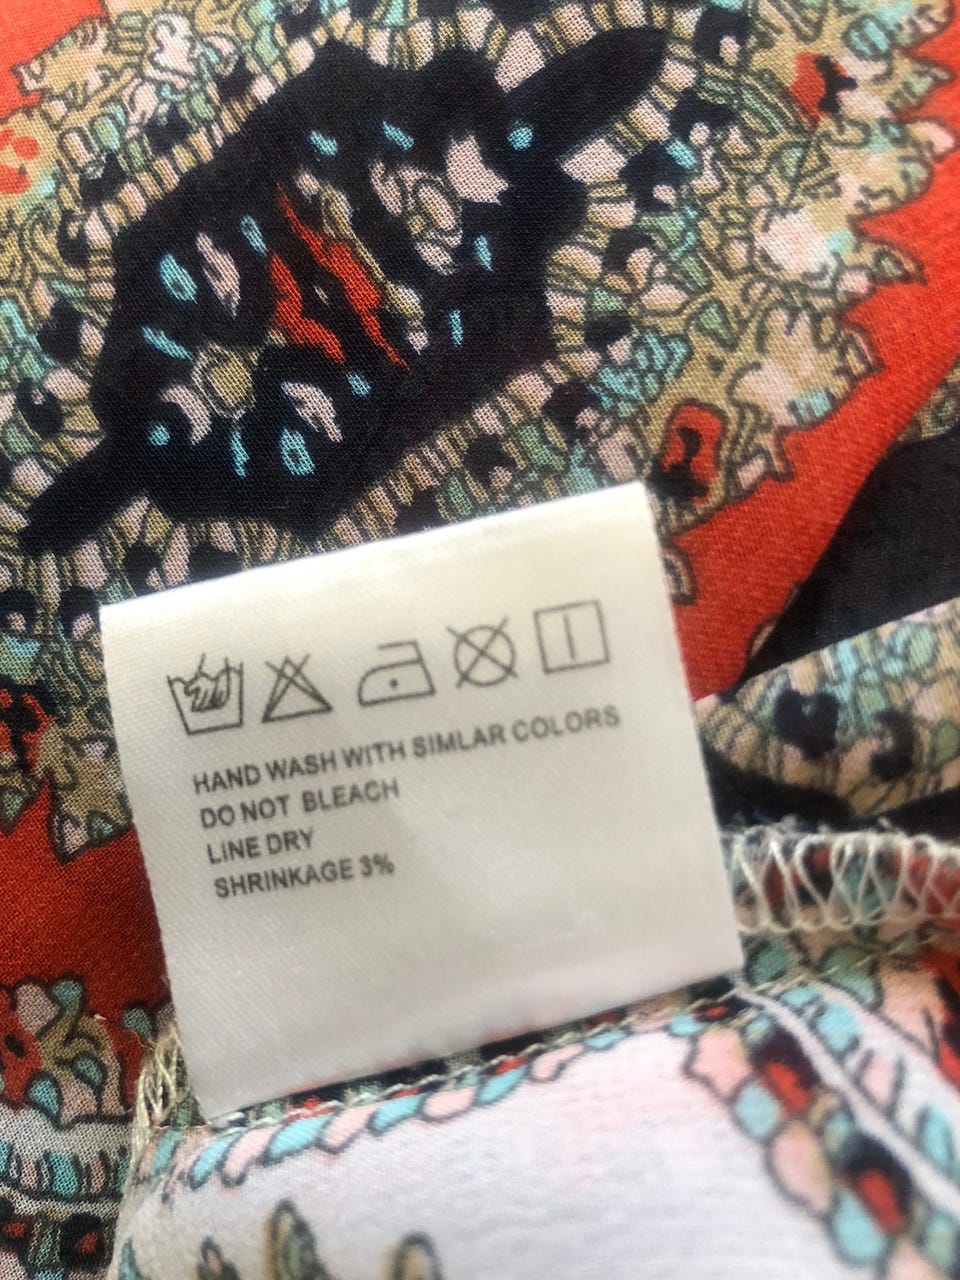 HAND WASH WITH SIMLAR COLORS
DO NOT BLEACH
LINE DRY
SHRINKAGE 3%